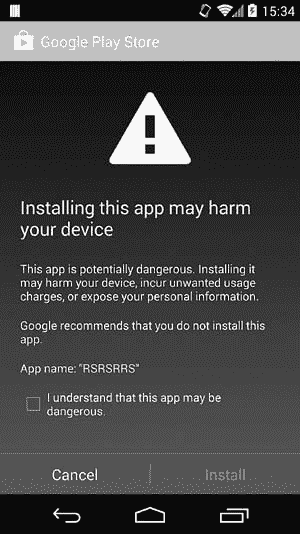 15:34
Google Play Store
Installing this app may harm
your device
This app is potentially dangerous. Installing it
may harm your device, incur unwanted usage
charges, or expose your personal information.
Google recommends that you do not install this
app.
App name: "RSRSRRS"
I understand that this app may be
dangerous.
Cancel
Install